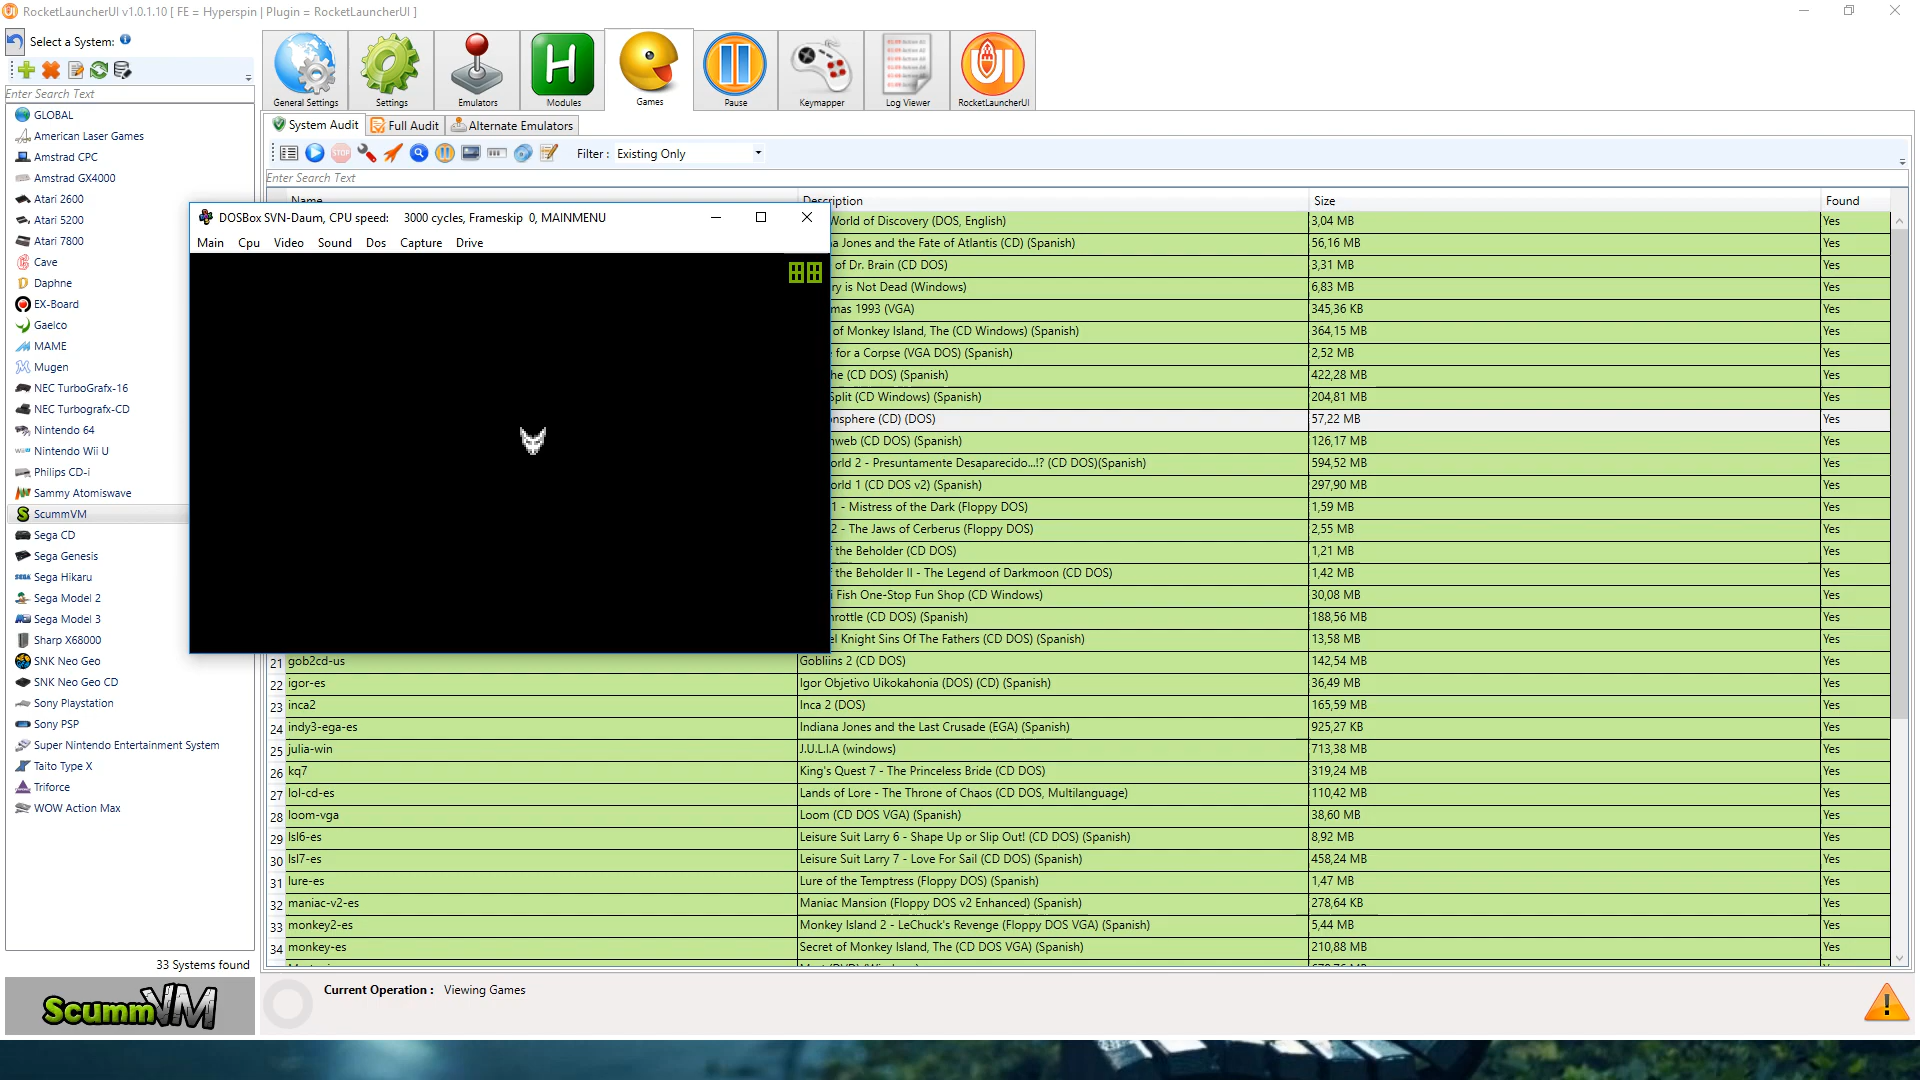 RocketLauncherUI v1.0.1.10 [ FE = Hyperspin | Plugin = RocketLauncherUI ]
Select a System:
Enter Search Text
GLOBAL
American Laser Games
Amstrad CPC
Amstrad GX4000
Atari 2600
Atari 5200
Atari 7800
Cave
Daphne
EX-Board
Gaelco
MAME
Mugen
NEC TurboGrafx-16
NEC Turbografx-CD
Nintendo 64
Nintendo Wii U
Philips CD-i
Sammy Atomiswave
ScummVM
Sega CD
Sega Genesis
Sega Hikaru
Sega Model 2
Sega Model 3
Sharp X68000
SNK Neo Geo
SNK Neo Geo CD
Sony Playstation
Sony PSP
Super Nintendo Entertainment System
Taito Type X
Triforce
WOW Action Max
33 Systems found
ScummVM
General Settings Settings Emulators Modules Games Pause Keymapper Log Viewer RocketLauncherUI
System Audit Full Audit Alternate Emulators
STOP Filter : Existing Only
Enter Search Text
Name Description Size Found
DOSBox SVN-Daum, CPU speed: 3000 cycles, Frameskip 0, MAINMENU
Main Cpu Video Sound Dos Capture Drive
World of Discovery (DOS, English) 3,04 MB Yes
a Jones and the Fate of Atlantis (CD) (Spanish) 56,16 MB Yes
of Dr. Brain (CD DOS) 3,31 MB Yes
ry is Not Dead (Windows) 6,83 MB Yes
mas 1993 (VGA) 345,36 KB Yes
of Monkey Island, The (CD Windows) (Spanish) 364,15 MB Yes
e for a Corpse (VGA DOS) (Spanish) 2,52 MB Yes
he (CD DOS) (Spanish) 422,28 MB Yes
Split (CD Windows) (Spanish) 204,81 MB Yes
onsphere (CD) (DOS) 57,22 MB Yes
nweb (CD DOS) (Spanish) 126,17 MB Yes
orld 2 - Presuntamente Desaparecido...!? (CD DOS)(Spanish) 594,52 MB Yes
orld 1 (CD DOS v2) (Spanish) 297,90 MB Yes
1 - Mistress of the Dark (Floppy DOS) 1,59 MB Yes
2 - The Jaws of Cerberus (Floppy DOS) 2,55 MB Yes
f the Beholder (CD DOS) 1,21 MB Yes
f the Beholder II - The Legend of Darkmoon (CD DOS) 1,42 MB Yes
i Fish One-Stop Fun Shop (CD Windows) 30,08 MB Yes
hrottle (CD DOS) (Spanish) 188,56 MB Yes
el Knight Sins Of The Fathers (CD DOS) (Spanish) 13,58 MB Yes
21 gob2cd-us Gobliins 2 (CD DOS) 142,54 MB Yes
22 igor-es Igor Objetivo Uikokahonia (DOS) (CD) (Spanish) 36,49 MB Yes
23 inca2 Inca 2 (DOS) 165,59 MB Yes
24 indy3-ega-es Indiana Jones and the Last Crusade (EGA) (Spanish) 925,27 KB Yes
25 julia-win J.U.L.I.A (windows) 713,38 MB Yes
26 kq7 King's Quest 7 - The Princeless Bride (CD DOS) 319,24 MB Yes
27 lol-cd-es Lands of Lore - The Throne of Chaos (CD DOS, Multilanguage) 110,42 MB Yes
28 loom-vga Loom (CD DOS VGA) (Spanish) 38,60 MB Yes
29 lsl6-es Leisure Suit Larry 6 - Shape Up or Slip Out! (CD DOS) (Spanish) 8,92 MB Yes
30 lsl7-es Leisure Suit Larry 7 - Love For Sail (CD DOS) (Spanish) 458,24 MB Yes
31 lure-es Lure of the Temptress (Floppy DOS) (Spanish) 1,47 MB Yes
32 maniac-v2-es Maniac Mansion (Floppy DOS v2 Enhanced) (Spanish) 278,64 KB Yes
33 monkey2-es Monkey Island 2 - LeChuck's Revenge (Floppy DOS VGA) (Spanish) 5,44 MB Yes
34 monkey-es Secret of Monkey Island, The (CD DOS VGA) (Spanish) 210,88 MB Yes
Current Operation : Viewing Games